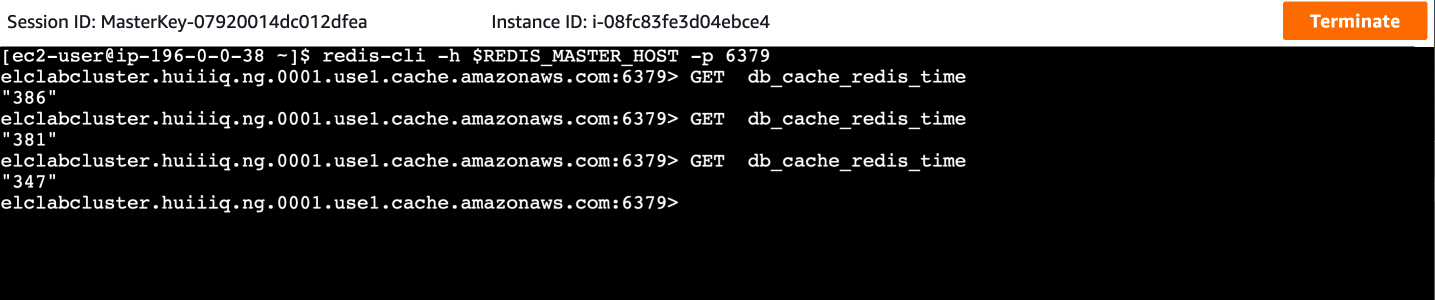 Session ID: MasterKey-07920014dc012dfea Instance ID: i-08fc83fe3d04ebce4 Terminate
[ec2-user@ip-196-0-0-38 ~]$ redis-cli -h $REDIS_MASTER_HOST -p 6379
elclabcluster.huiiiq.ng.0001.use1.cache.amazonaws.com:6379> GET  db_cache_redis_time
"386"
elclabcluster.huiiiq.ng.0001.use1.cache.amazonaws.com:6379> GET  db_cache_redis_time
"381"
elclabcluster.huiiiq.ng.0001.use1.cache.amazonaws.com:6379> GET  db_cache_redis_time
"347"
elclabcluster.huiiiq.ng.0001.use1.cache.amazonaws.com:6379>